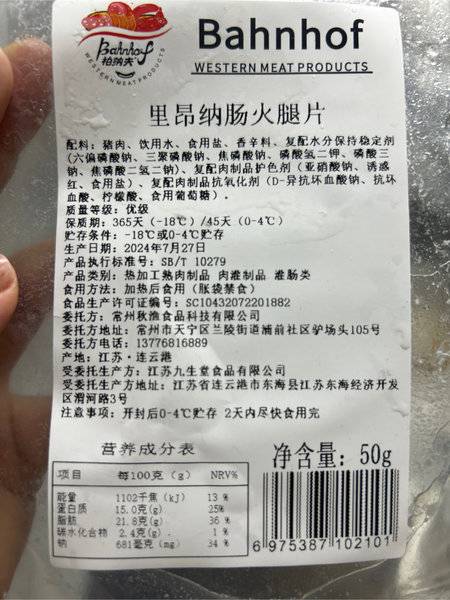 Bahnhof
柏纳夫
WESTERN MEAT PRODUCTS
Bahnhof
WESTERN MEAT PRODUCTS
里昂纳肠火腿片
配料：猪肉、饮用水、食用盐、香辛料、复配水分保持稳定剂
(六偏磷酸钠、三聚磷酸钠、焦磷酸钠、磷酸氢二钾、磷酸三
钠、焦磷酸二氢二钠)、复配肉制品护色剂（亚硝酸钠、诱惑
红、食用盐）、复配肉制品抗氧化剂（D-异抗坏血酸钠、抗坏
血酸、柠檬酸、食用葡萄糖）。
质量等级：优级
保质期：365天（-18℃）/45天（0-4℃）
贮存条件：-18℃或0-4℃贮存
生产日期：2024年7月27日
产品执行标准号：SB/T 10279
产品类别：热加工熟肉制品 肉灌制品 灌肠类
食用方法：加热后食用（胀袋禁食）
食品生产许可证编号：SC10432072201882
委托方：常州秋渔食品科技有限公司
委托方地址：常州市天宁区兰陵街道浦前社区驴场头105号
委托方电话：13776816889
产地：江苏·连云港
受委托生产方：江苏九生堂食品有限公司
受委托生产方地址：江苏省连云港市东海县江苏东海经济开发
区渭河路3号
注意事项：开封后0-4℃贮存 2天内尽快食用完
营养成分表
项目 每100克（g） NRV%
能量 1102千焦（kJ） 13 %
蛋白质 15.0克(g) 25%
脂肪 21.8克(g) 36 %
碳水化合物 2.4克(g) 1 %
钠 681毫克（mg） 34 %
净含量：50g
6 975387 102101